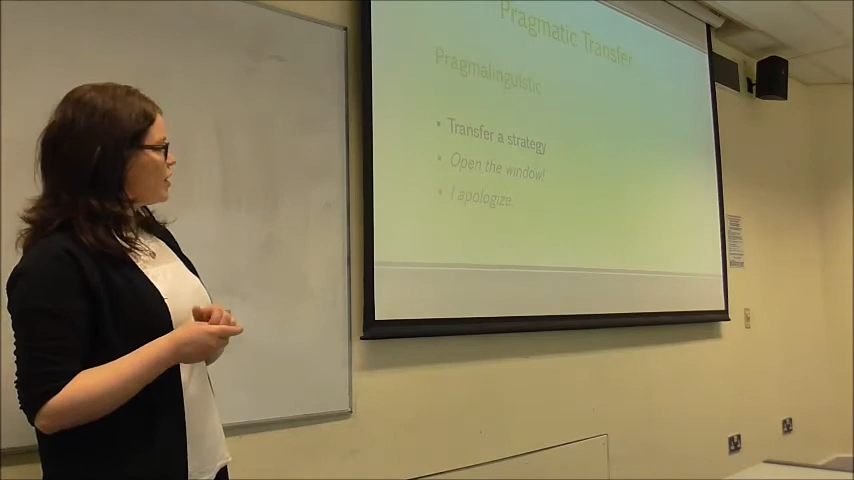 Pragmatic Transfer
Pragmalinguistic
• Transfer a strategy
• Open the window!
• I apologize.